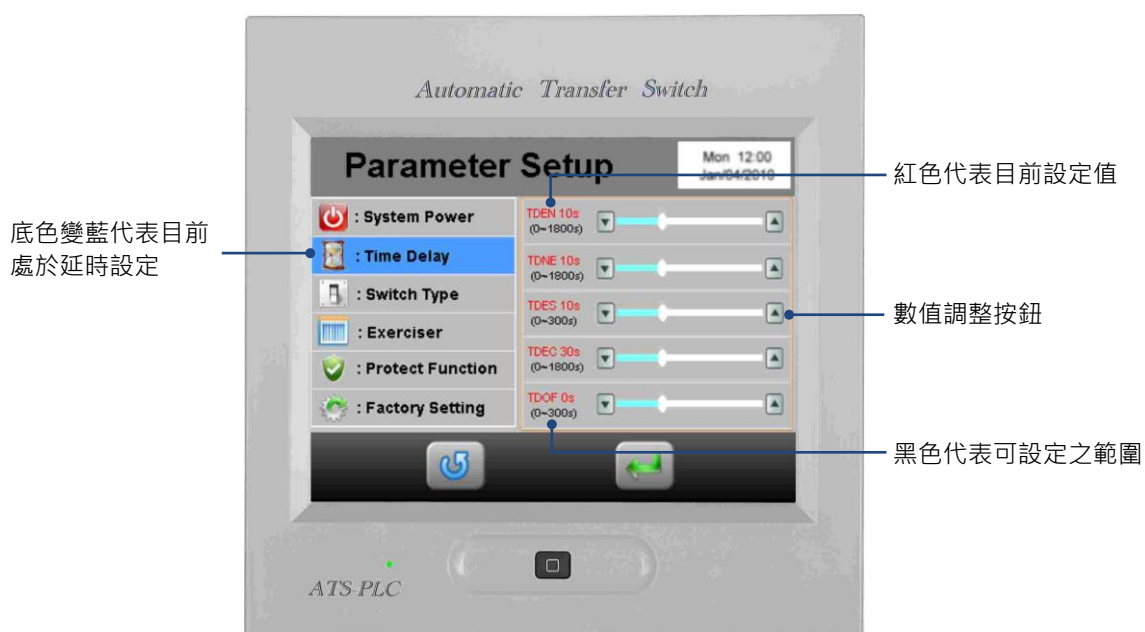 Automatic Transfer Switch
Parameter Setup
Mon 12:00
Jan/04/2010
紅色代表目前設定值
底色變藍代表目前
處於延時設定
: System Power
: Time Delay
: Switch Type
: Exerciser
: Protect Function
: Factory Setting
TDEN 10s
(0~1800s)
TDNE 10s
(0~1800s)
TDES 10s
(0~300s)
TDEC 30s
(0~1800s)
TDOF 0s
(0~300s)
數值調整按鈕
黑色代表可設定之範圍
ATS-PLC